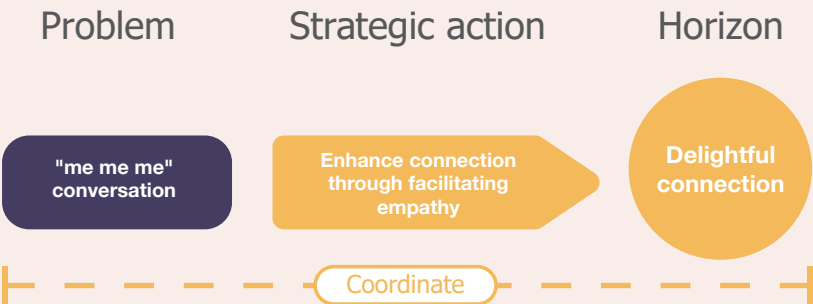 Problem
Strategic action
Horizon
"me me me"
conversation
Enhance connection
through facilitating
empathy
Delightful
connection
Coordinate